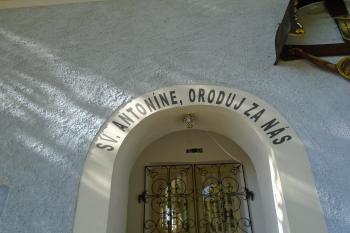 SV. ANTONÍNE, ORODUJ ZA NÁS